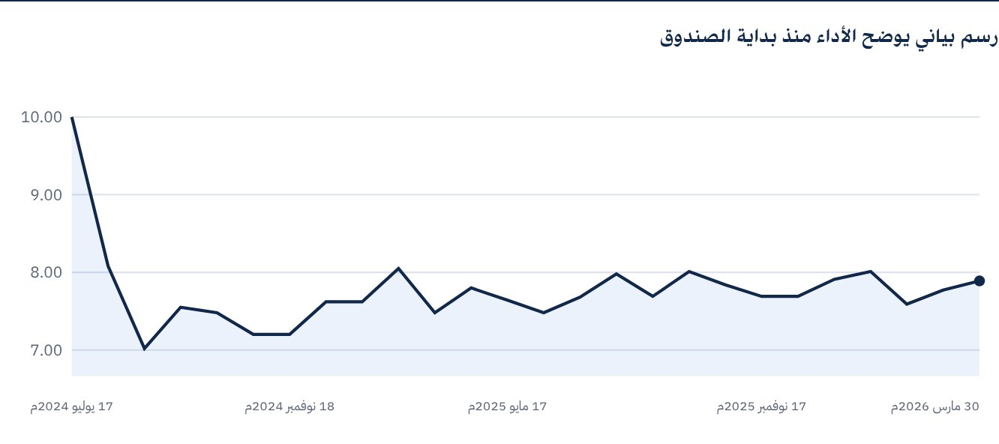 رسم بياني يوضح الأداء منذ بداية الصندوق
10.00
9.00
8.00
7.00
17 يوليو 2024م
18 نوفمبر 2024م
17 مايو 2025م
17 نوفمبر 2025م
30 مارس 2026م